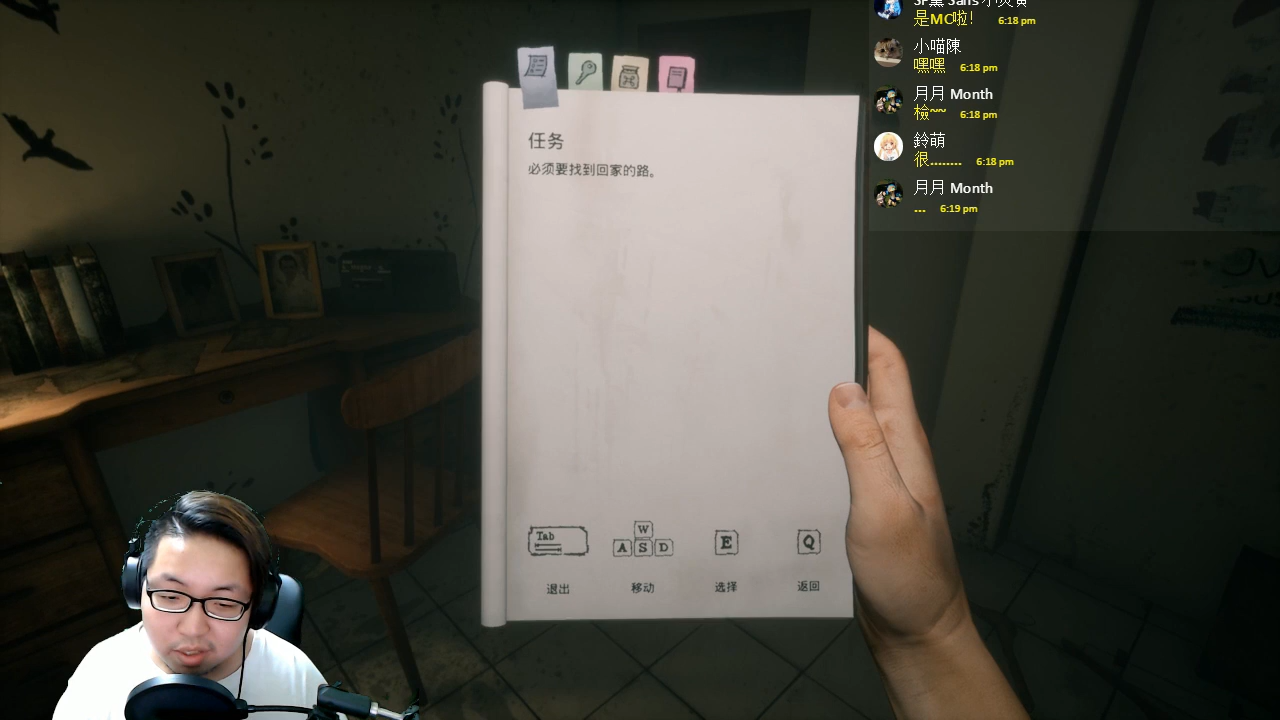 是MC啦! 6:18 pm
小喵陳
嘿嘿 6:18 pm
月月 Month
檢~~ 6:18 pm
鈴萌
很........ 6:18 pm
月月 Month
... 6:19 pm
任务
必须要找到回家的路。
Tab
W
A S D
E
Q
退出 移动 选择 返回